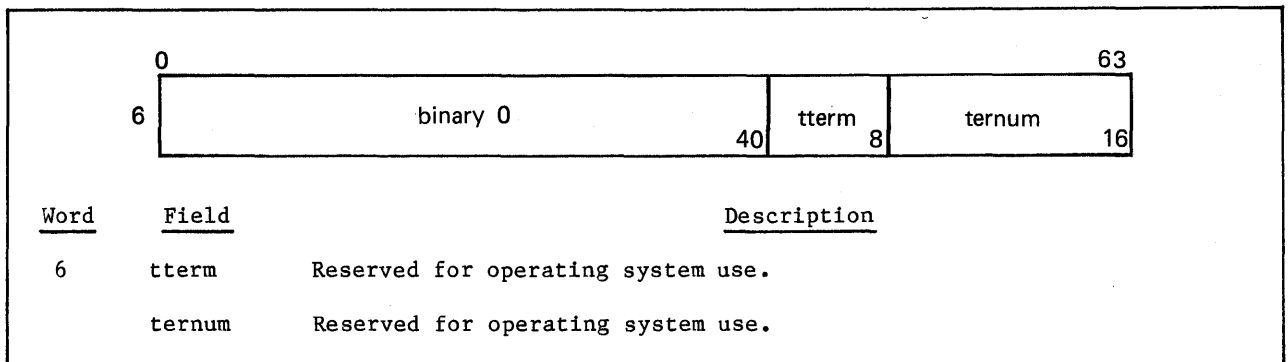 0 63
6 binary 0 40 tterm 8 ternum 16
Word Field Description
6 tterm Reserved for operating system use.
ternum Reserved for operating system use.